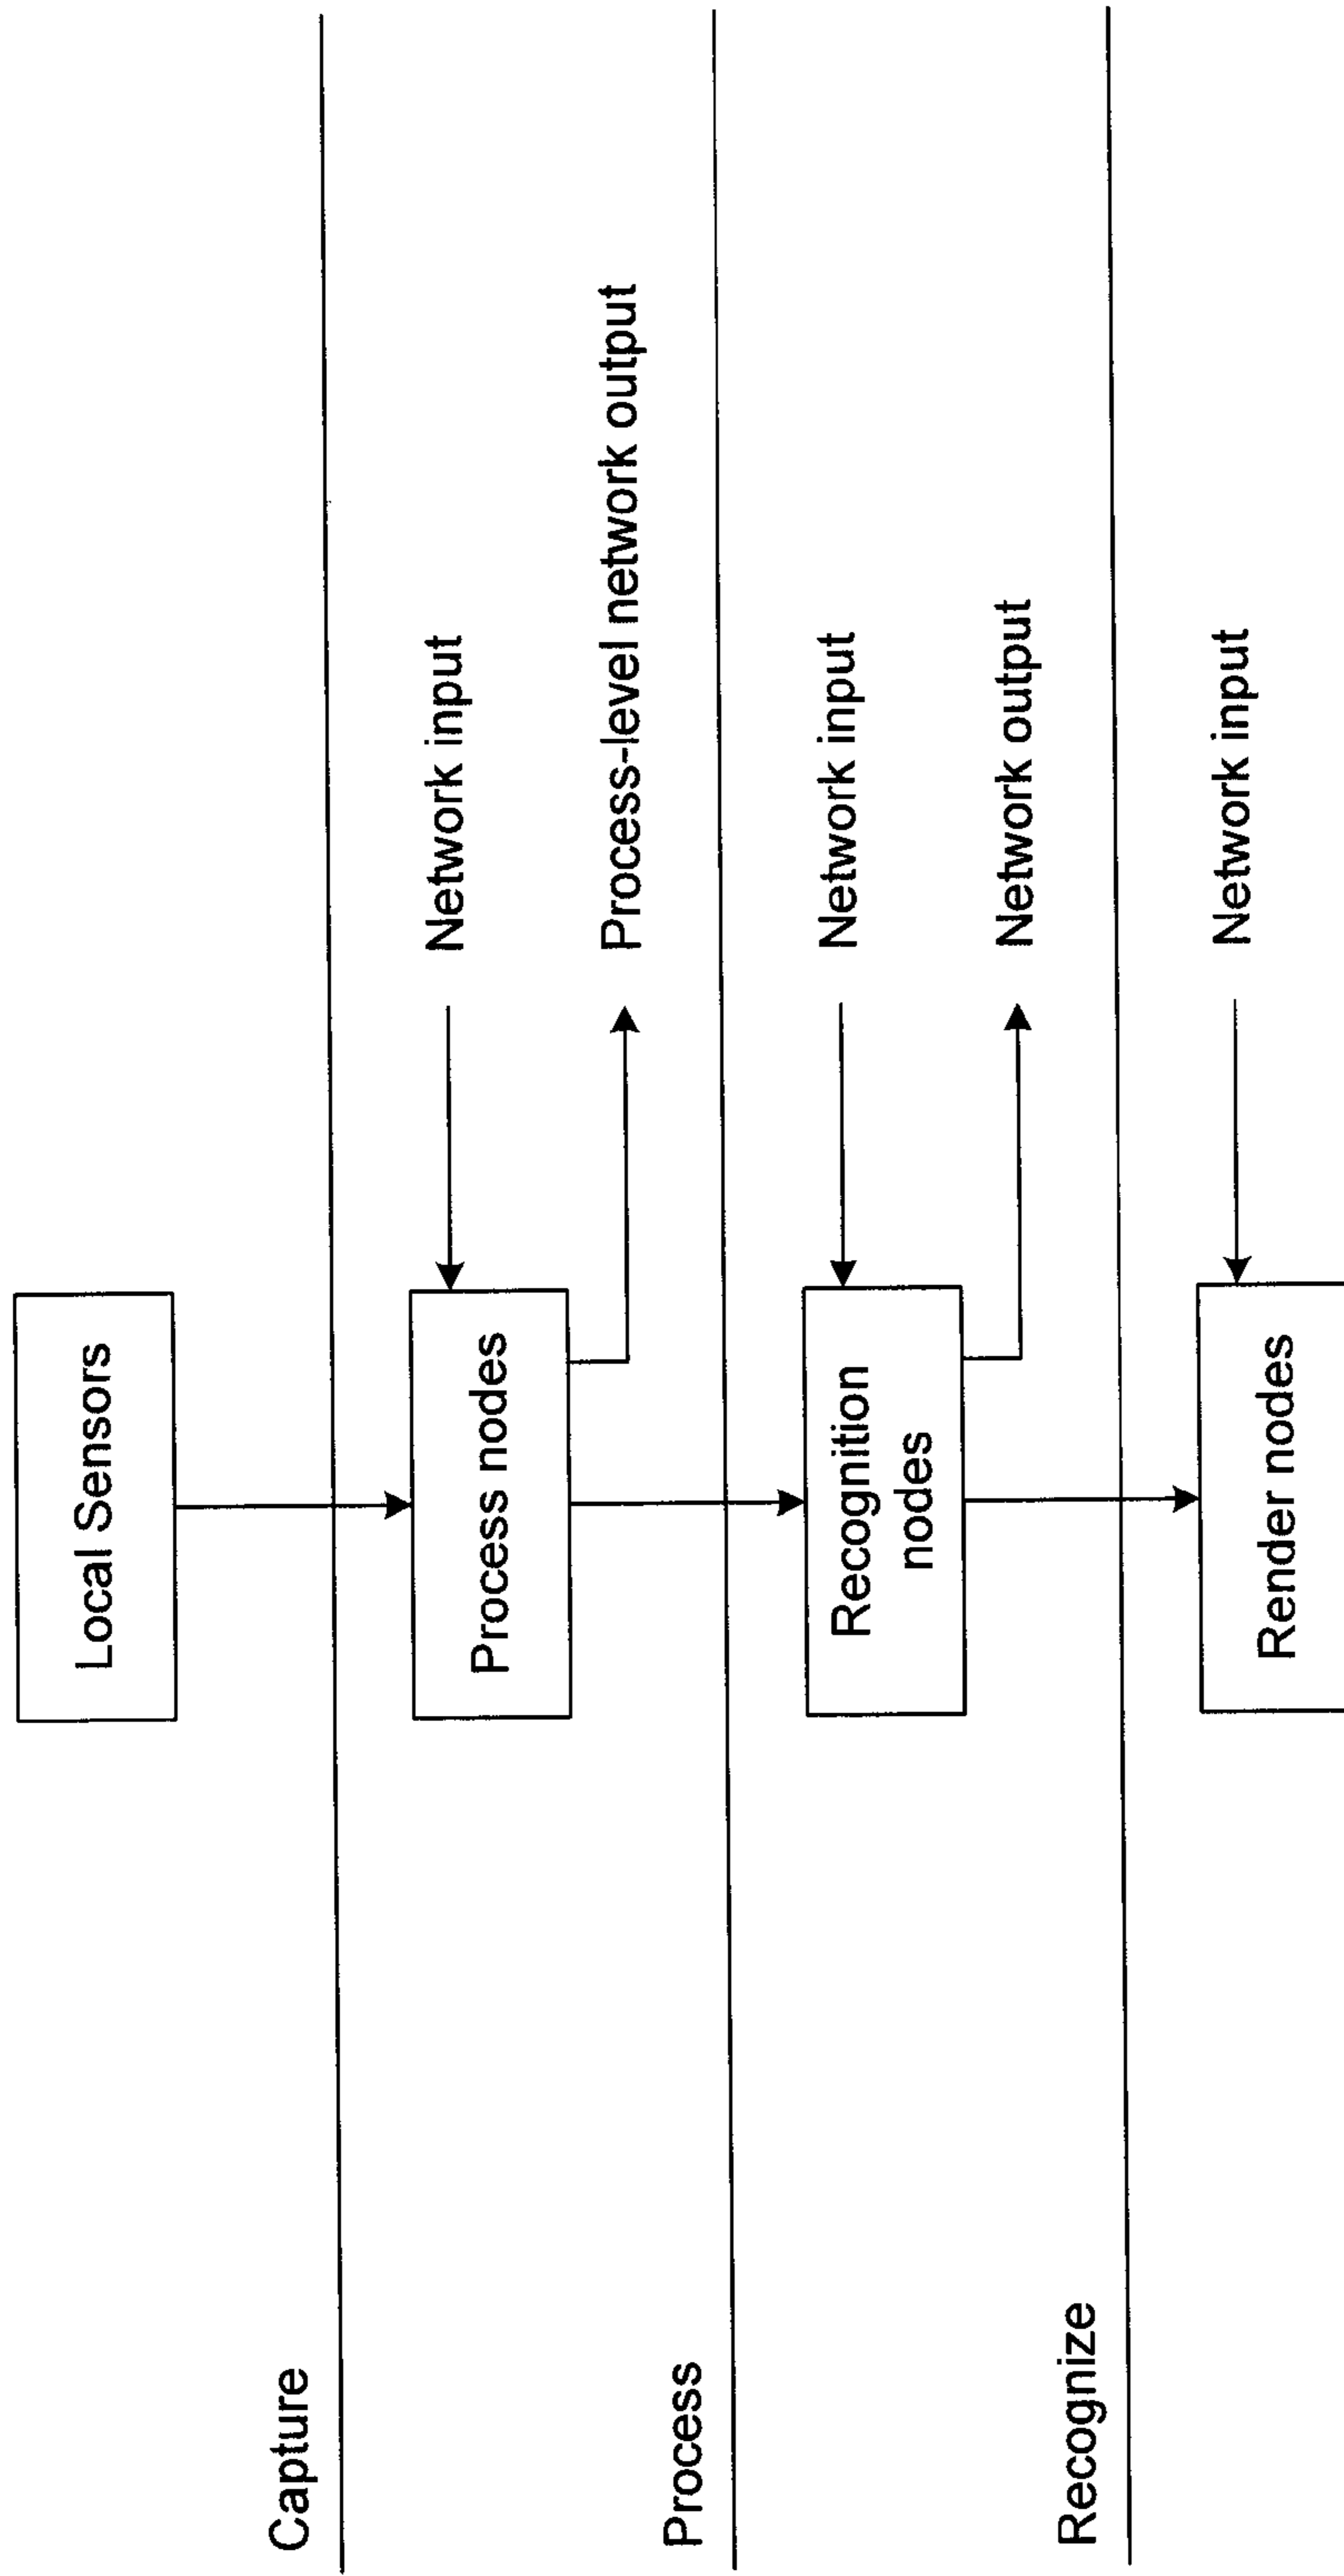 Local Sensors
Capture
Process nodes
Network input
Process-level network output
Process
Recognition
nodes
Network input
Network output
Recognize
Render nodes
Network input